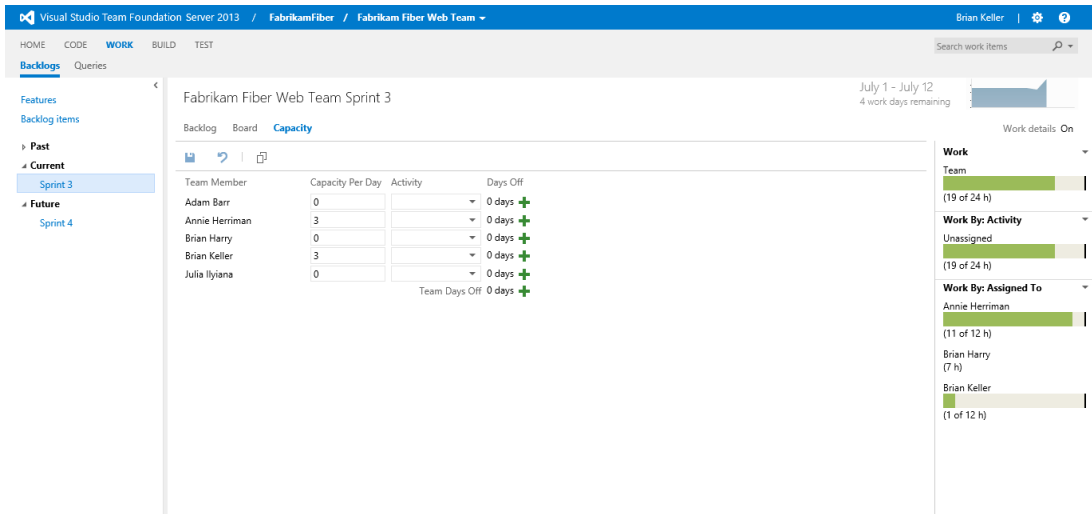 Visual Studio Team Foundation Server 2013 / FabrikamFiber / Fabrikam Fiber Web Team Brian Keller | ?
HOME CODE WORK BUILD TEST Search work items
Backlogs Queries
Features
Backlog items
Past
Current
Sprint 3
Future
Sprint 4
Fabrikam Fiber Web Team Sprint 3
July 1 - July 12
4 work days remaining
Backlog Board Capacity
Work details On
Team Member Capacity Per Day Activity Days Off
Adam Barr 0 0 days
Annie Herriman 3 0 days
Brian Harry 0 0 days
Brian Keller 3 0 days
Julia Ilyiana 0 0 days
Team Days Off 0 days
Work
Team
(19 of 24 h)
Work By: Activity
Unassigned
(19 of 24 h)
Work By: Assigned To
Annie Herriman
(11 of 12 h)
Brian Harry
(7 h)
Brian Keller
(1 of 12 h)